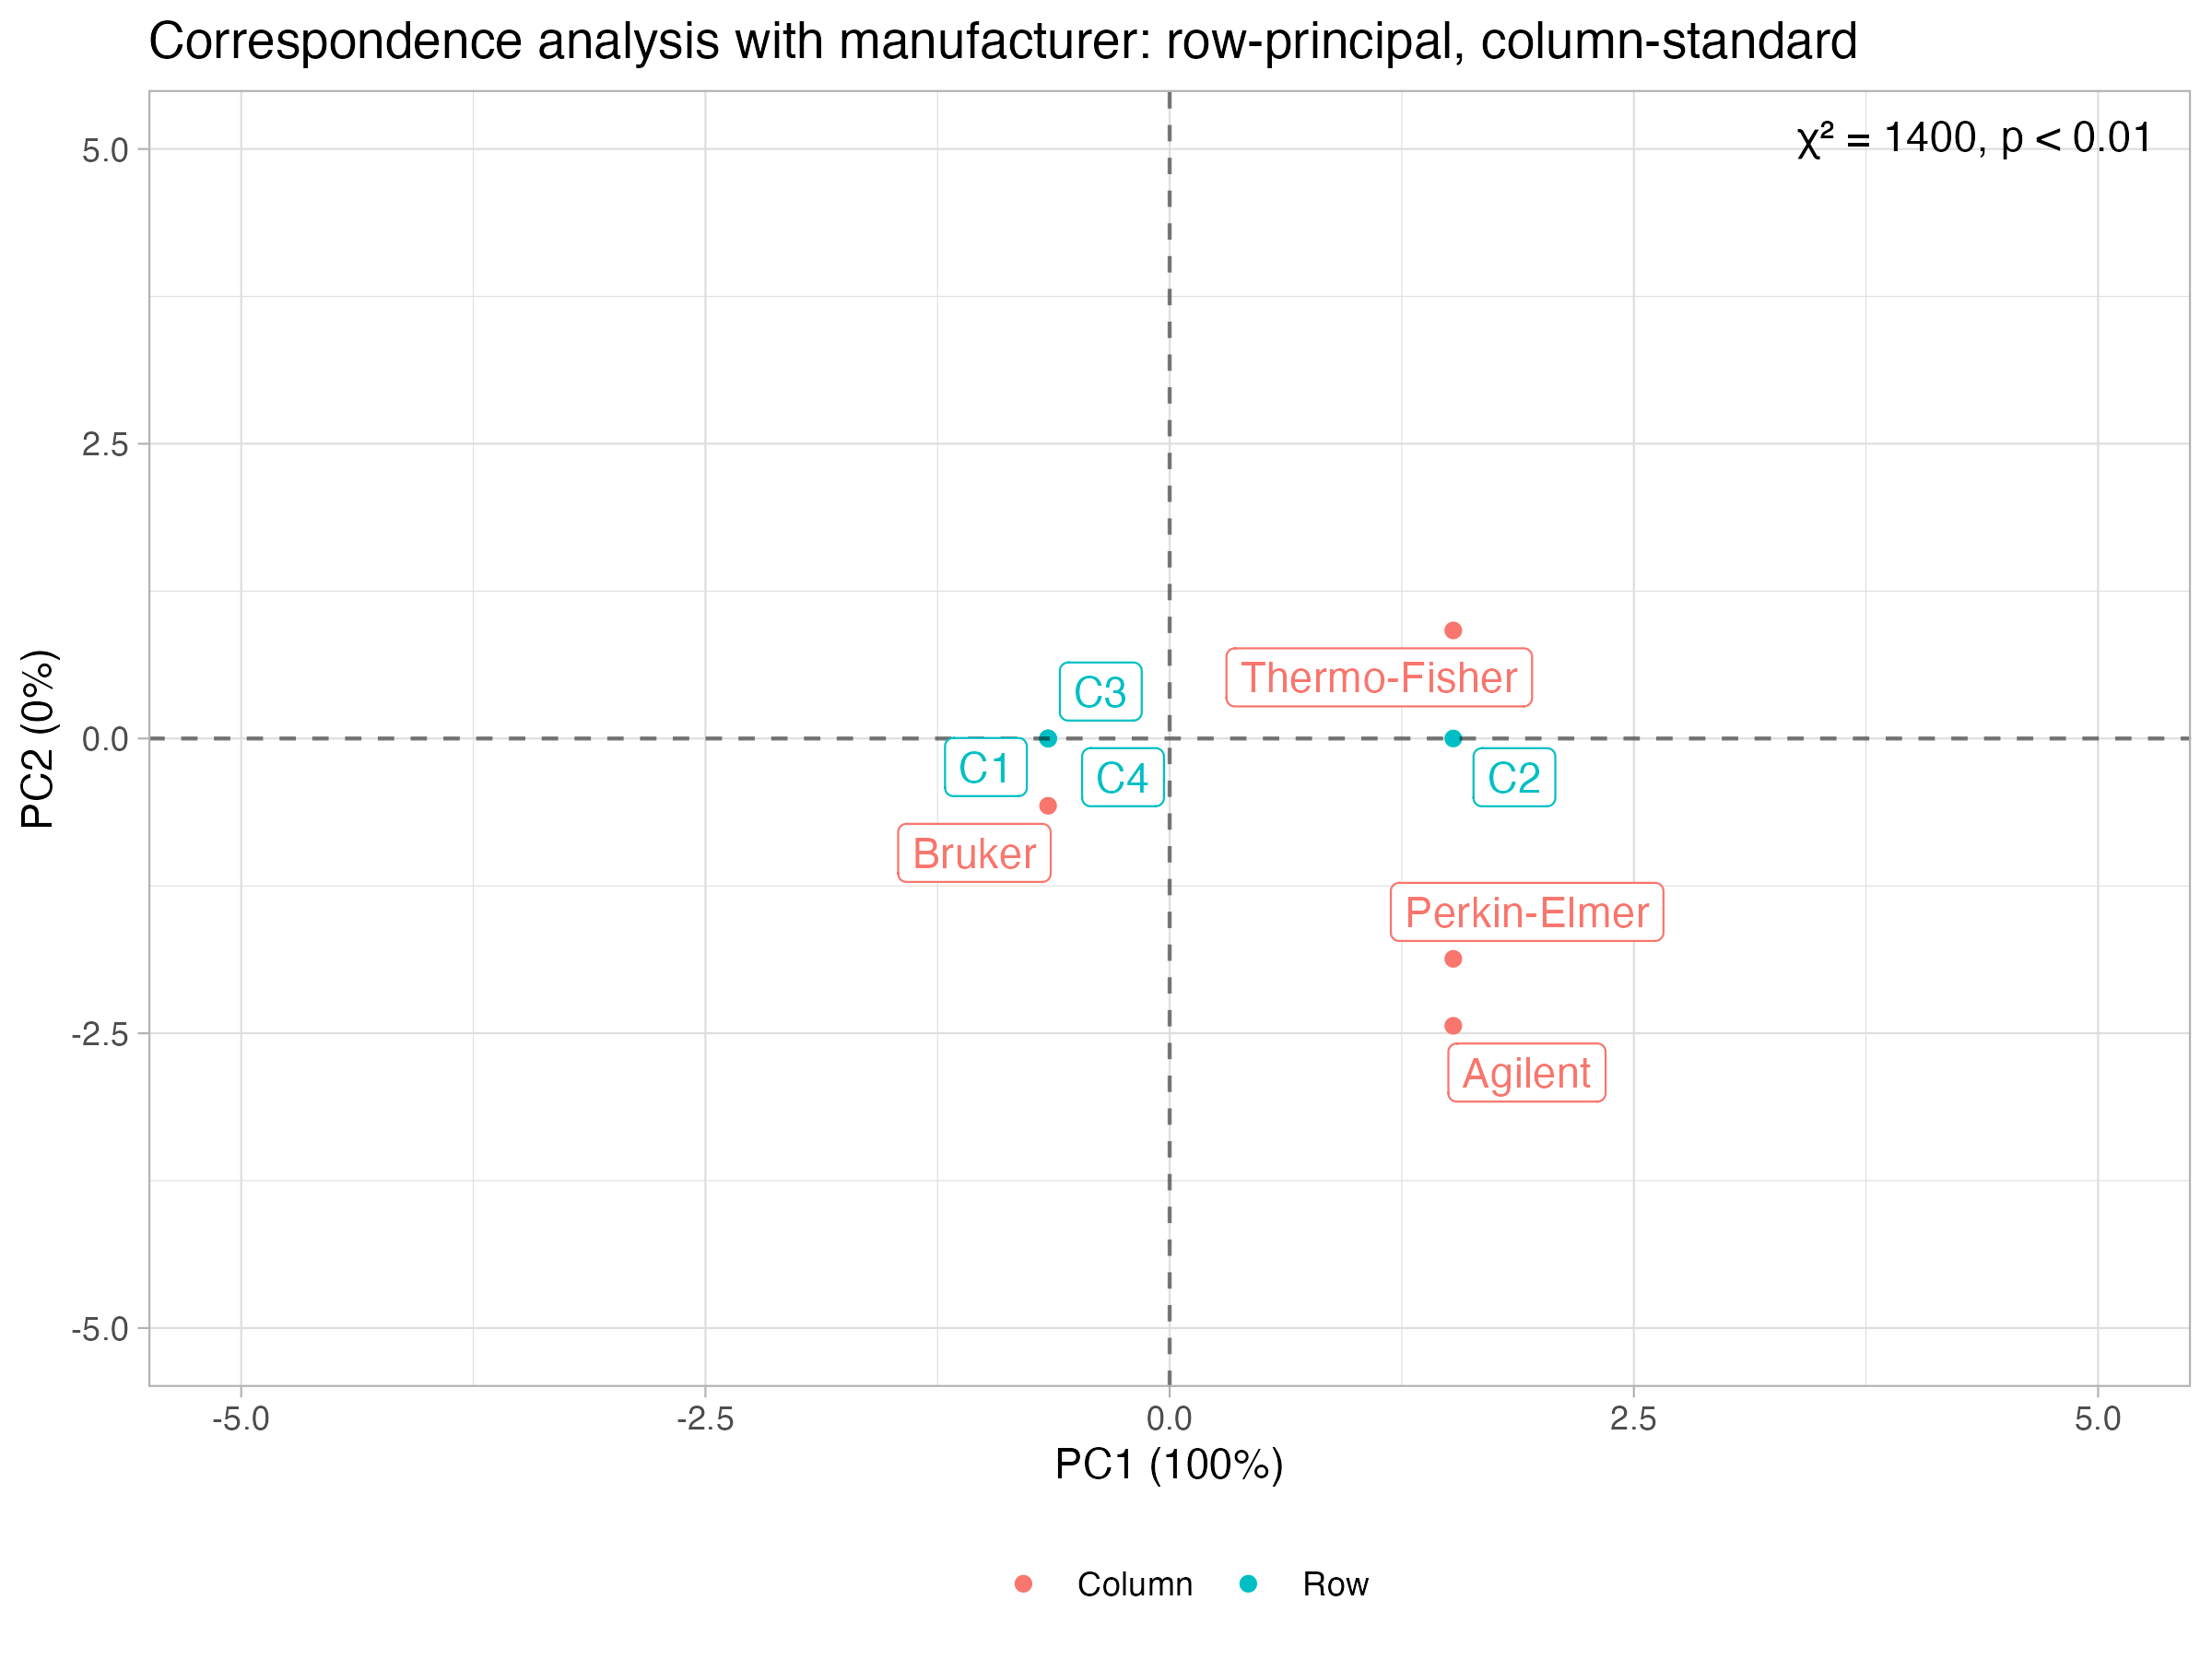 Correspondence analysis with manufacturer: row-principal, column-standard
χ² = 1400, p < 0.01
5.0
2.5
0.0
-2.5
-5.0
PC2 (0%)
Thermo-Fisher
C3
C1
C4
C2
Bruker
Perkin-Elmer
Agilent
-5.0
-2.5
0.0
2.5
5.0
PC1 (100%)
Column
Row